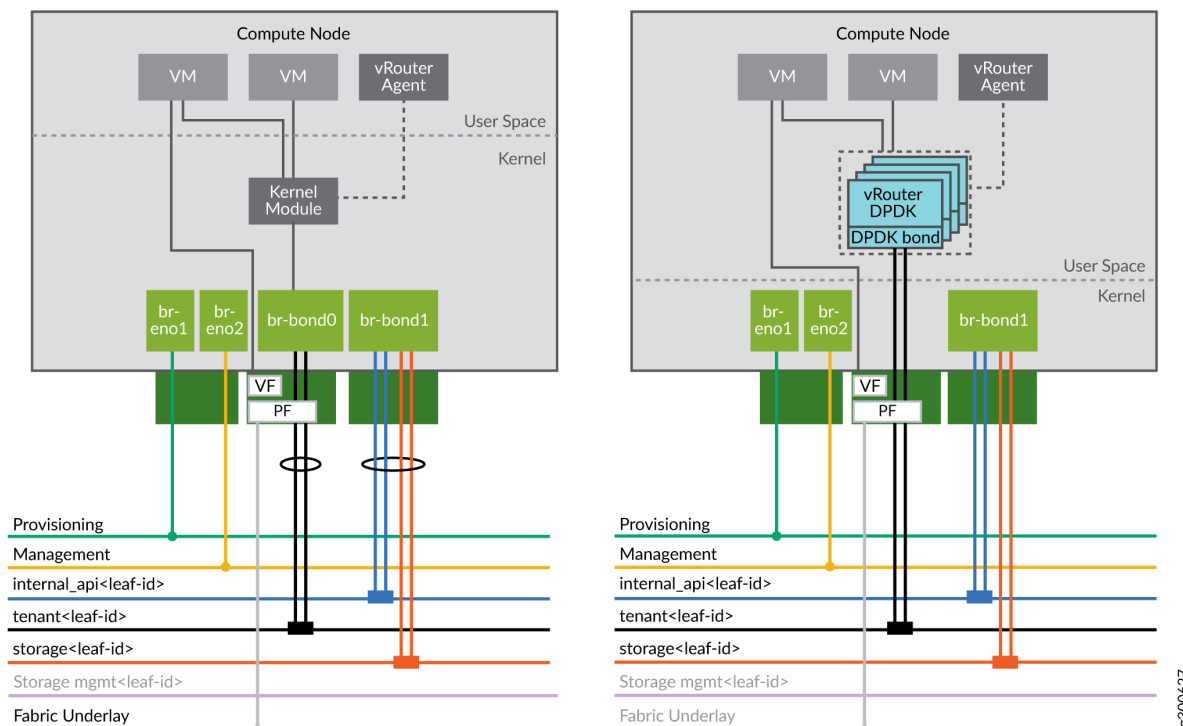 Compute Node
VM
VM
vRouter
Agent
User Space
Kernel
Kernel
Module
br-
eno1
br-
eno2
br-bond0
br-bond1
VF
PF
Provisioning
Management
internal_api<leaf-id>
tenant<leaf-id>
storage<leaf-id>
Storage mgmt<leaf-id>
Fabric Underlay
Compute Node
VM
VM
vRouter
Agent
vRouter
DPDK
DPDK bond
User Space
Kernel
br-
eno1
br-
eno2
br-bond1
VF
PF
Provisioning
Management
internal_api<leaf-id>
tenant<leaf-id>
storage<leaf-id>
Storage mgmt<leaf-id>
Fabric Underlay